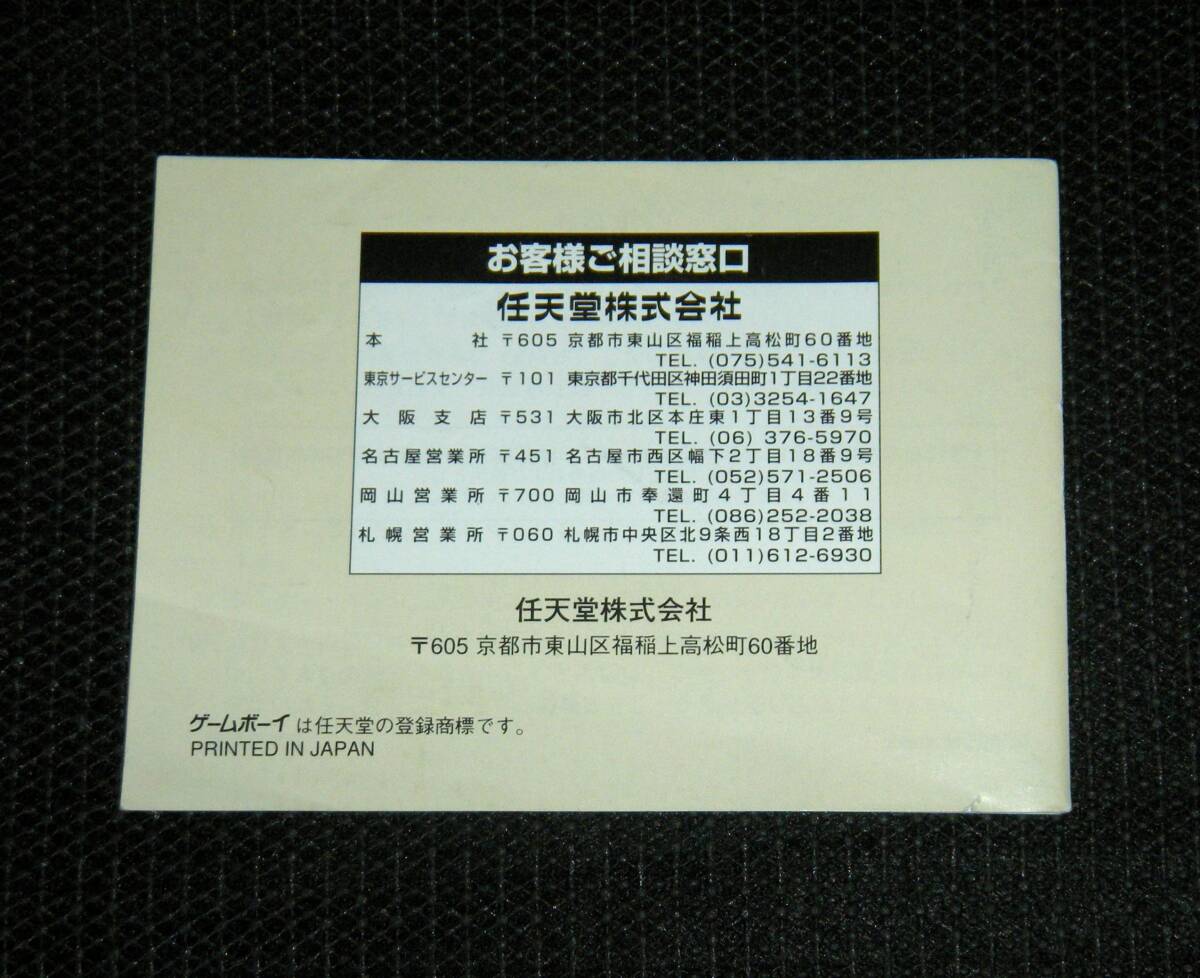 お客様ご相談窓口
任天堂株式会社
本社 〒605 京都市東山区福稲上高松町60番地
TEL. (075)541-6113
東京サービスセンター 〒101 東京都千代田区神田須田町1丁目22番地
TEL. (03)3254-1647
大阪支店 〒531 大阪市北区本庄東1丁目13番9号
TEL. (06) 376-5970
名古屋営業所 〒451 名古屋市西区幅下2丁目18番9号
TEL. (052)571-2506
岡山営業所 〒700 岡山市奉還町4丁目4番11
TEL. (086)252-2038
札幌営業所 〒060 札幌市中央区北9条西18丁目2番地
TEL. (011)612-6930
任天堂株式会社
〒605 京都市東山区福稲上高松町60番地
ゲームボーイは任天堂の登録商標です。
PRINTED IN JAPAN